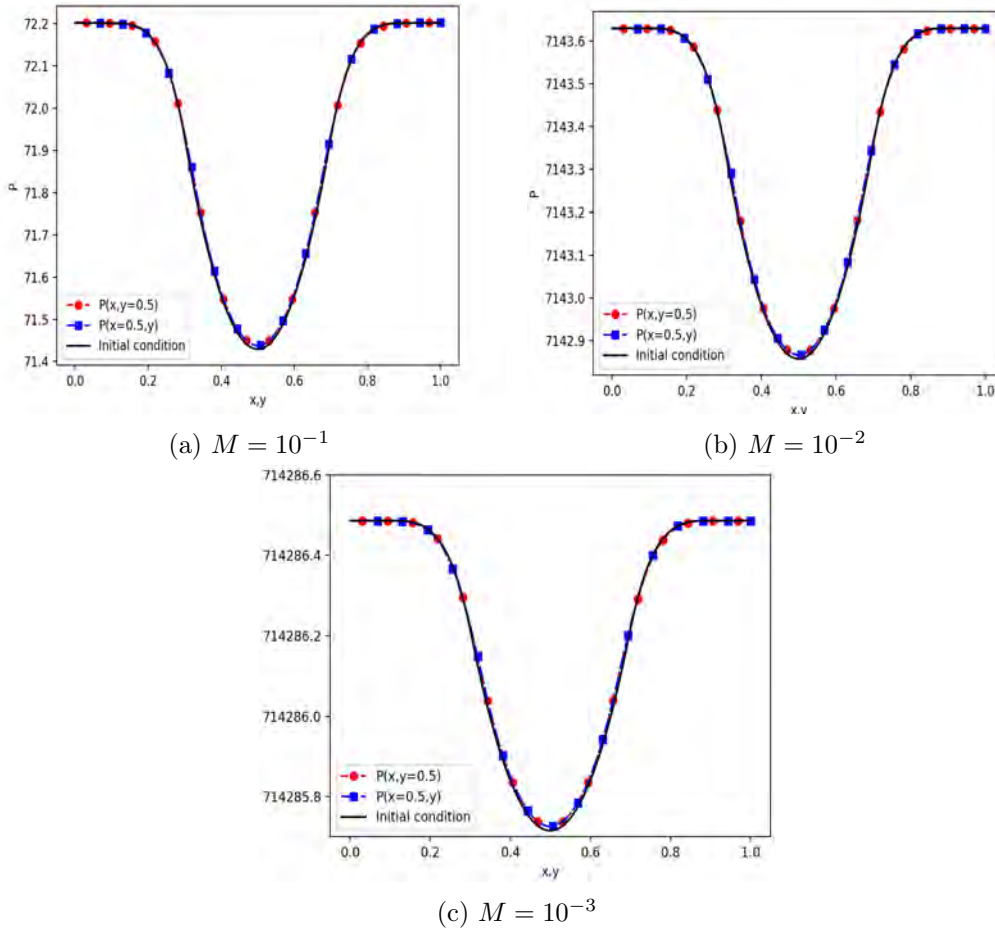 72.2
72.1
72.0
71.9
71.8
71.7
71.6
71.5
71.4
P
P(x,y=0.5)
P(x=0.5,y)
Initial condition
0.0 0.2 0.4 0.6 0.8 1.0
x,y
(a) M = 10⁻¹
7143.6
7143.5
7143.4
7143.3
7143.2
7143.1
7143.0
7142.9
P
P(x,y=0.5)
P(x=0.5,y)
Initial condition
0.0 0.2 0.4 0.6 0.8 1.0
x,y
(b) M = 10⁻²
714286.6
714286.4
714286.2
714286.0
714285.8
P(x,y=0.5)
P(x=0.5,y)
Initial condition
0.0 0.2 0.4 0.6 0.8 1.0
x,y
(c) M = 10⁻³